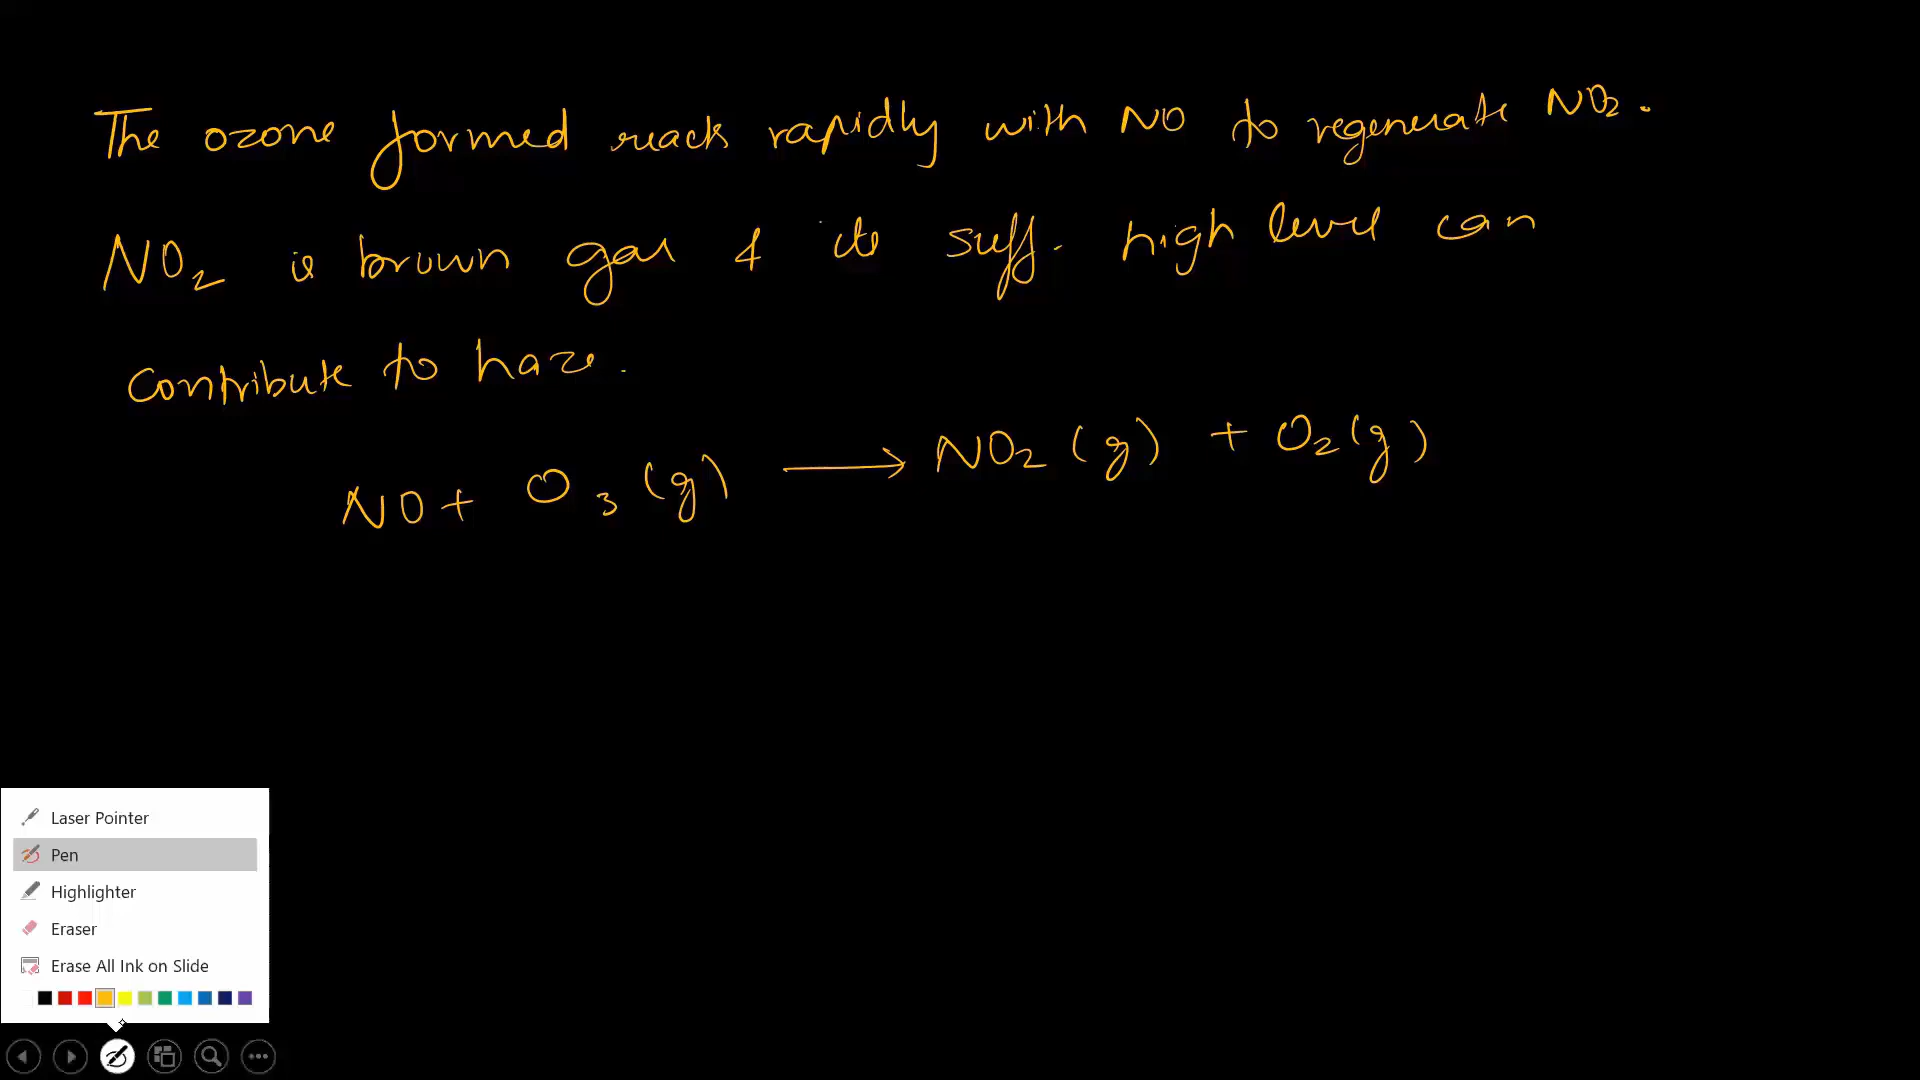 The ozone formed reacts rapidly with NO to regenerate NO₂.
NO₂ is brown gas & its suff. high level can
contribute to haze.
NO + O₃ (g) ⟶ NO₂ (g) + O₂ (g)
Laser Pointer
Pen
Highlighter
Eraser
Erase All Ink on Slide